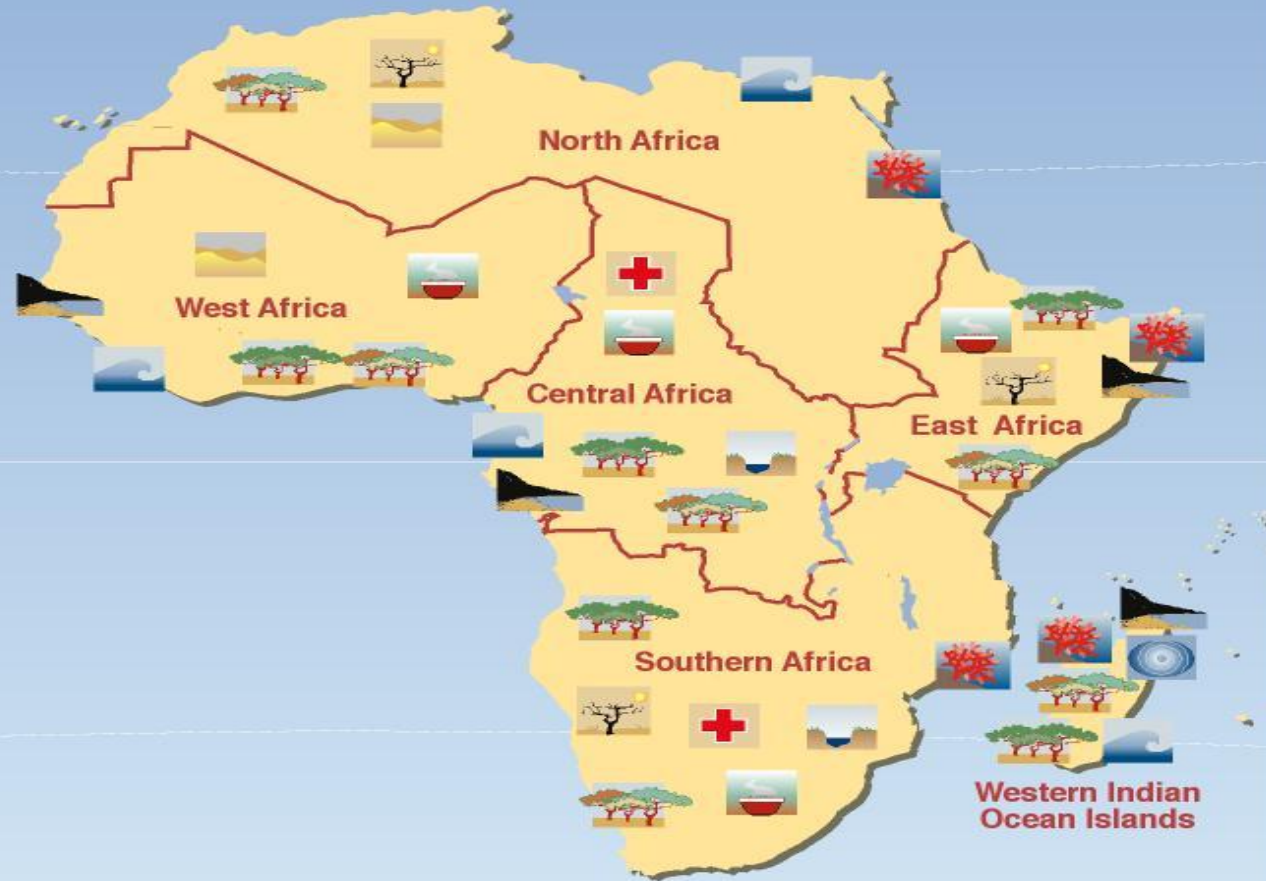 North Africa
West Africa
Central Africa
East Africa
Southern Africa
Western Indian
Ocean Islands